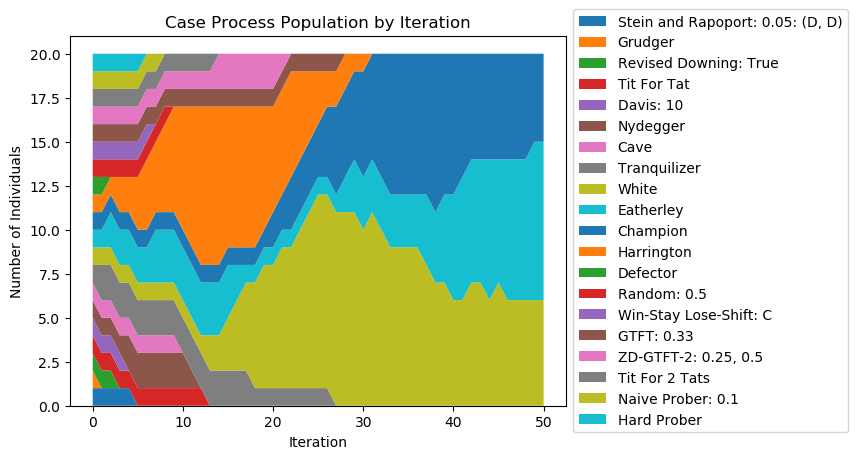 Case Process Population by Iteration
Number of Individuals
20.0
17.5
15.0
12.5
10.0
7.5
5.0
2.5
0.0
0
10
20
30
40
50
Iteration
Stein and Rapoport: 0.05: (D, D)
Grudger
Revised Downing: True
Tit For Tat
Davis: 10
Nydegger
Cave
Tranquilizer
White
Eatherley
Champion
Harrington
Defector
Random: 0.5
Win-Stay Lose-Shift: C
GTFT: 0.33
ZD-GTFT-2: 0.25, 0.5
Tit For 2 Tats
Naive Prober: 0.1
Hard Prober